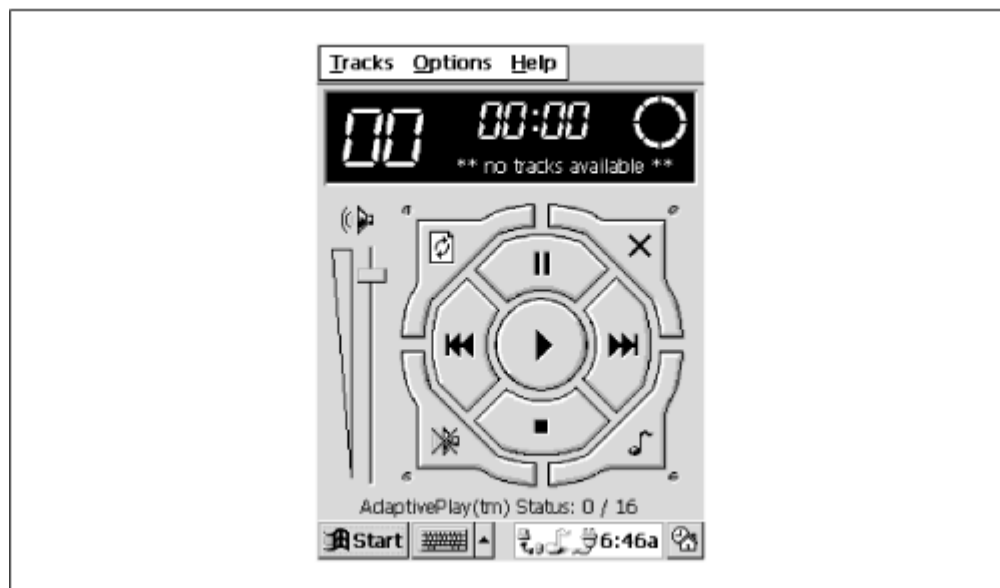 Tracks Options Help
00 00:00
** no tracks available **
AdaptivePlay(tm) Status: 0 / 16
Start 6:46a